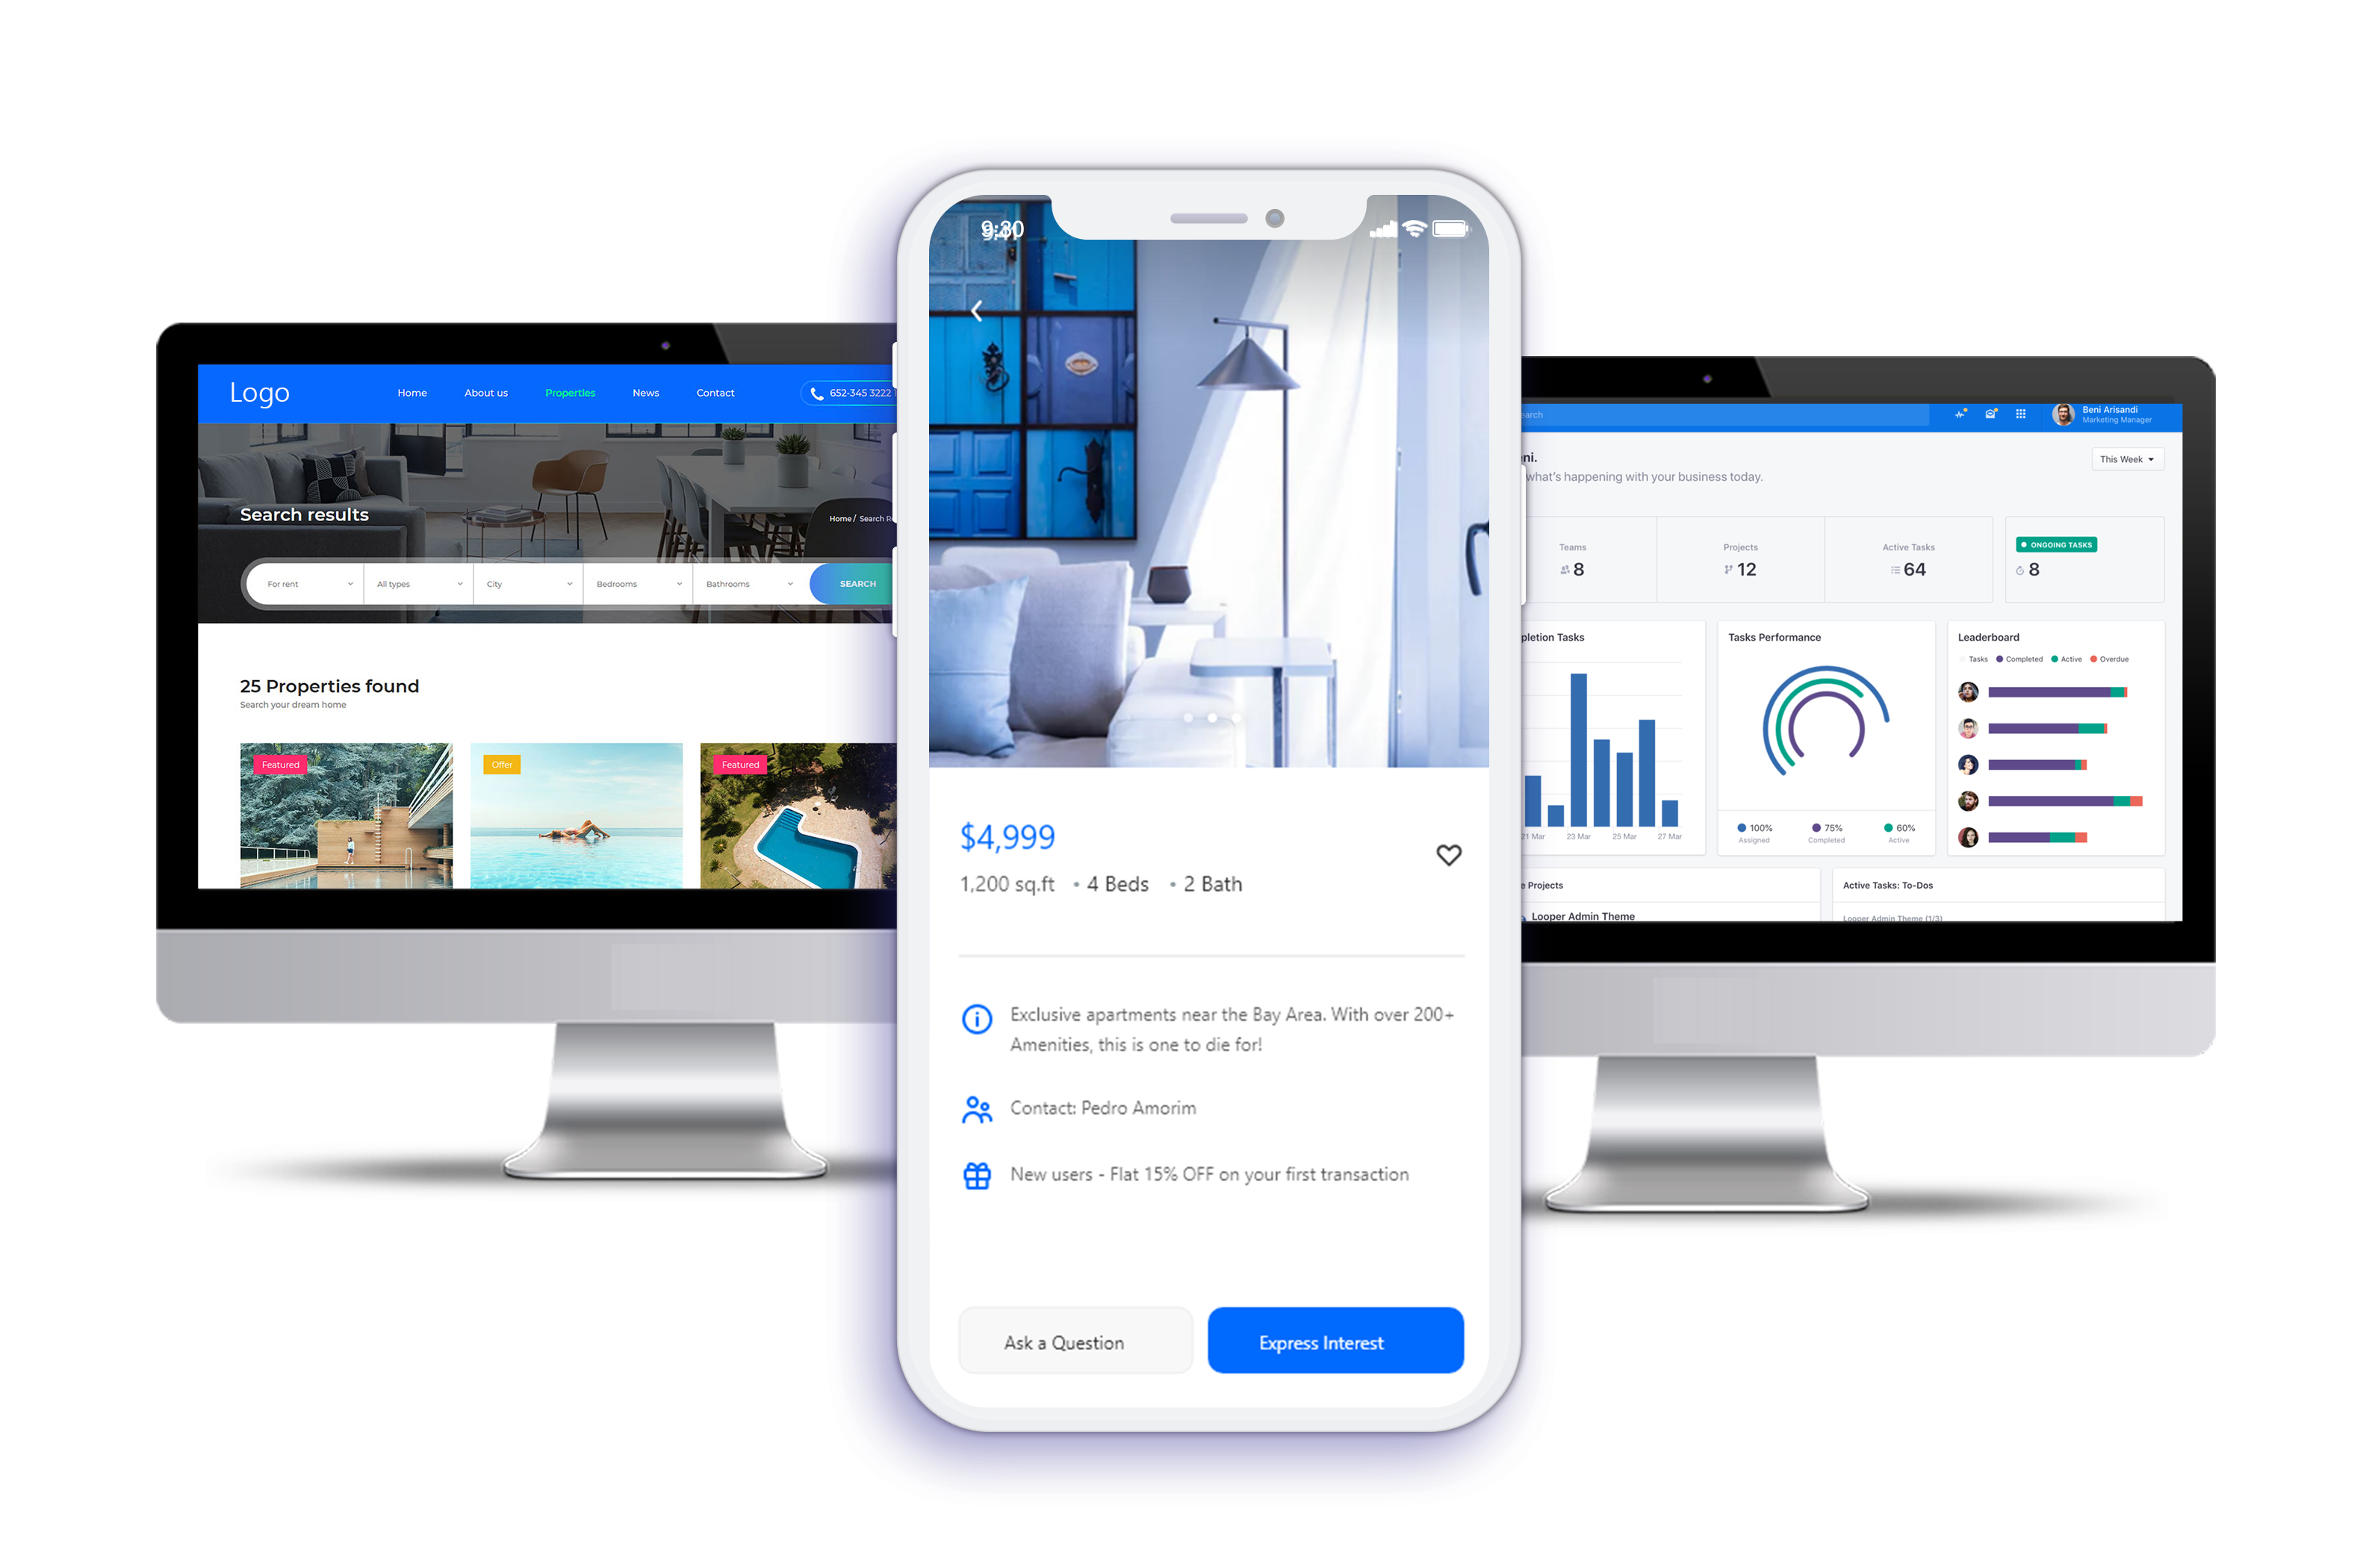 Logo
Home
About us
Properties
News
Contact
652-345 3222
Search results
Home / Search
For rent
All types
City
Bedrooms
Bathrooms
SEARCH
25 Properties found
Search your dream home
Featured
Offer
Featured
9:30
$4,999
1,200 sq.ft • 4 Beds • 2 Bath
Exclusive apartments near the Bay Area. With over 200+
Amenities, this is one to die for!
Contact: Pedro Amorim
New users - Flat 15% OFF on your first transaction
Ask a Question
Express Interest
earch
Beni Arisandi
Marketing Manager
ni.
This Week
what's happening with your business today.
Teams
8
Projects
12
Active Tasks
64
ONGOING TASKS
8
pletion Tasks
21 Mar
23 Mar
25 Mar
27 Mar
Tasks Performance
100%
Assigned
75%
Completed
60%
Active
Leaderboard
Tasks
Completed
Active
Overdue
e Projects
Looper Admin Theme
Active Tasks: To-Dos
Looper Admin Theme (1/3)